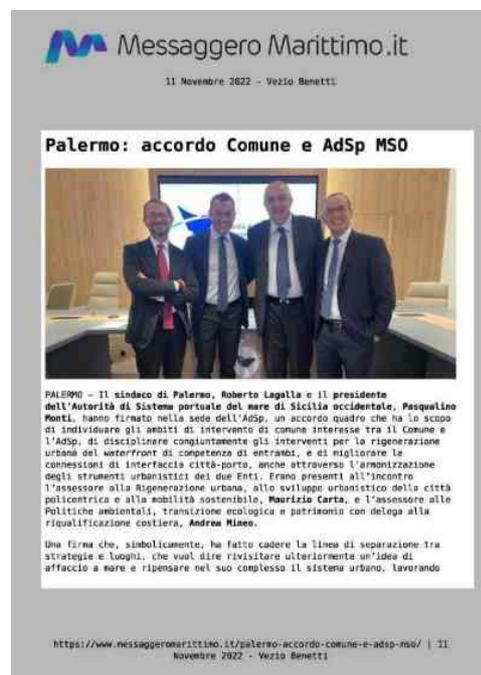 Messaggero Marittimo.it
11 Novembre 2022 - Vezio Benetti
Palermo: accordo Comune e AdSp MSO
PALERMO – Il sindaco di Palermo, Roberto Lagalla e il presidente
dell'Autorità di Sistema portuale del mare di Sicilia occidentale, Pasqualino
Monti, hanno firmato nella sede dell'AdSp, un accordo quadro che ha lo scopo
di individuare gli ambiti di intervento di comune interesse tra il Comune e
l'AdSp, di disciplinare congiuntamente gli interventi per la rigenerazione
urbana del waterfront di competenza di entrambi, e di migliorare le
connessioni di interfaccia città-porto, anche attraverso l'armonizzazione
degli strumenti urbanistici dei due Enti. Erano presenti all'incontro
l'assessore alla Rigenerazione urbana, allo sviluppo urbanistico della città
policentrica e alla mobilità sostenibile, Maurizio Carta, e l'assessore alle
Politiche ambientali, transizione ecologica e patrimonio con delega alla
riqualificazione costiera, Andrea Mineo.
Una firma che, simbolicamente, ha fatto cadere la linea di separazione tra
strategie e luoghi, che vuol dire rivisitare ulteriormente un'idea di
affaccio a mare e ripensare nel suo complesso il sistema urbano, lavorando
https://www.messaggeromarittimo.it/palermo-accordo-comune-e-adsp-mso/ | 11
Novembre 2022 - Vezio Benetti